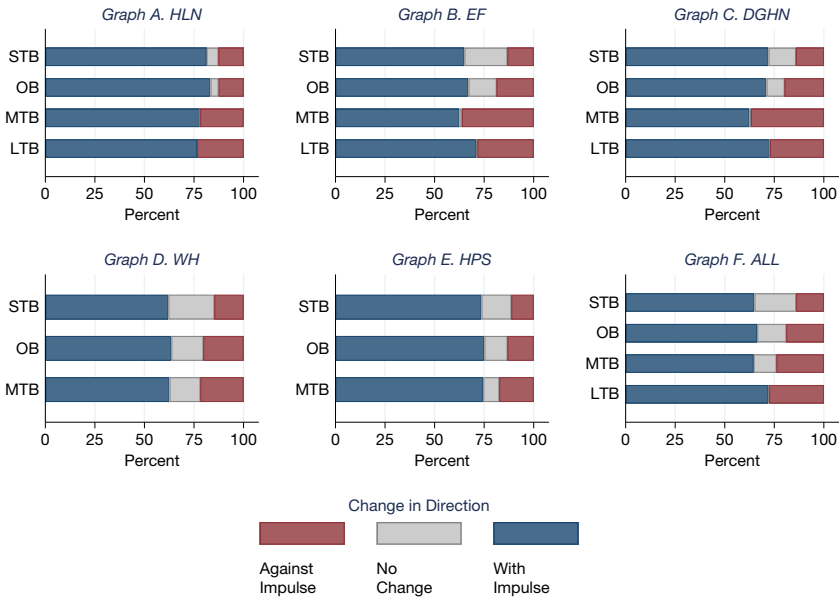 Graph A. HLN
STB
OB
MTB
LTB
0 25 50 75 100
Percent
Graph B. EF
STB
OB
MTB
LTB
0 25 50 75 100
Percent
Graph C. DGHN
STB
OB
MTB
LTB
0 25 50 75 100
Percent
Graph D. WH
STB
OB
MTB
0 25 50 75 100
Percent
Graph E. HPS
STB
OB
MTB
0 25 50 75 100
Percent
Graph F. ALL
STB
OB
MTB
LTB
0 25 50 75 100
Percent
Change in Direction
Against
Impulse
No
Change
With
Impulse